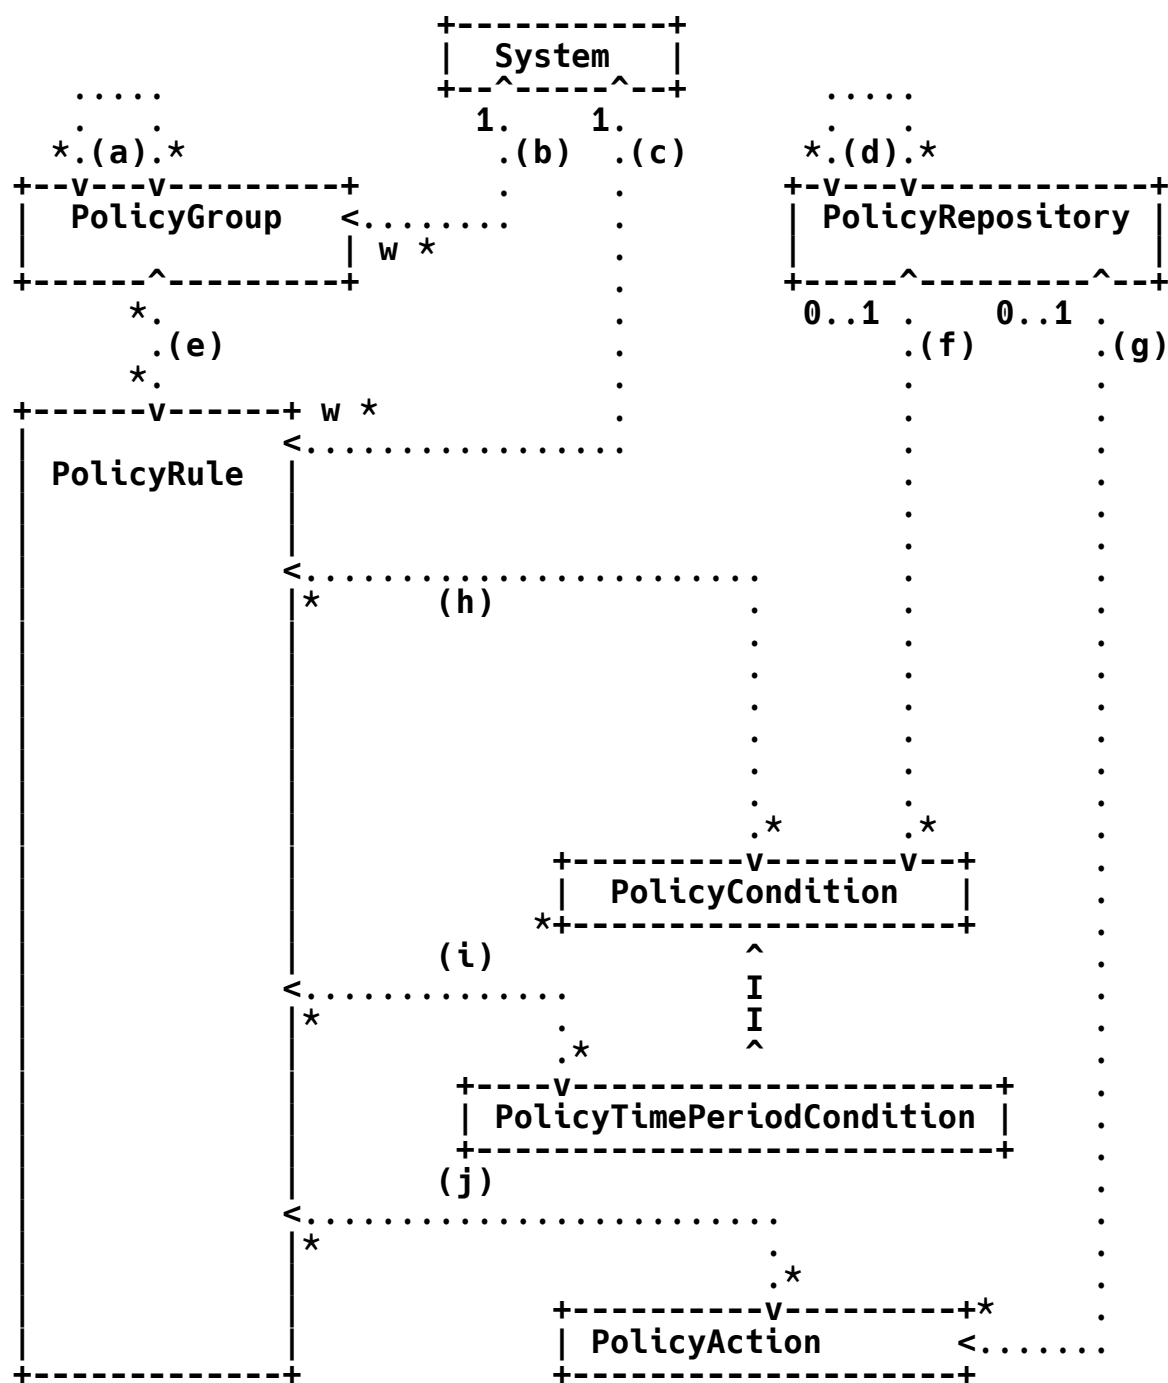 +-----------+
|  System   |
..... +--^-----^--+ .....
. . 1. 1. . .
*.(a).* .(b) .(c) *.(d).*
+--v---v---------+ . . +-v---v------------+
|  PolicyGroup   <........ . | PolicyRepository |
| | w * . | |
+------^---------+ . +-----^---------^--+
*. . 0..1 . 0..1 .
.(e) . .(f) .(g)
*. . . .
+------v------+ w * . . .
| <................. . .
| PolicyRule | . .
| | . .
| | . .
| <........................ . .
| |* (h) . . .
| | . . .
| | . . .
| | . . .
| | . . .
| | . . .
| | . . .
| | .* .* .
| | +---------v-------v--+ .
| | |  PolicyCondition   | .
| | *+--------------------+ .
| | (i) ^ .
| <.............. I .
| |* . I .
| | .* ^ .
| | +----v----------------------+ .
| | | PolicyTimePeriodCondition | .
| | +---------------------------+ .
| | (j) .
| <......................... .
| |* . .
| | .* .
| | +----------v---------+* .
| | | PolicyAction       <.......
+-------------+ +--------------------+